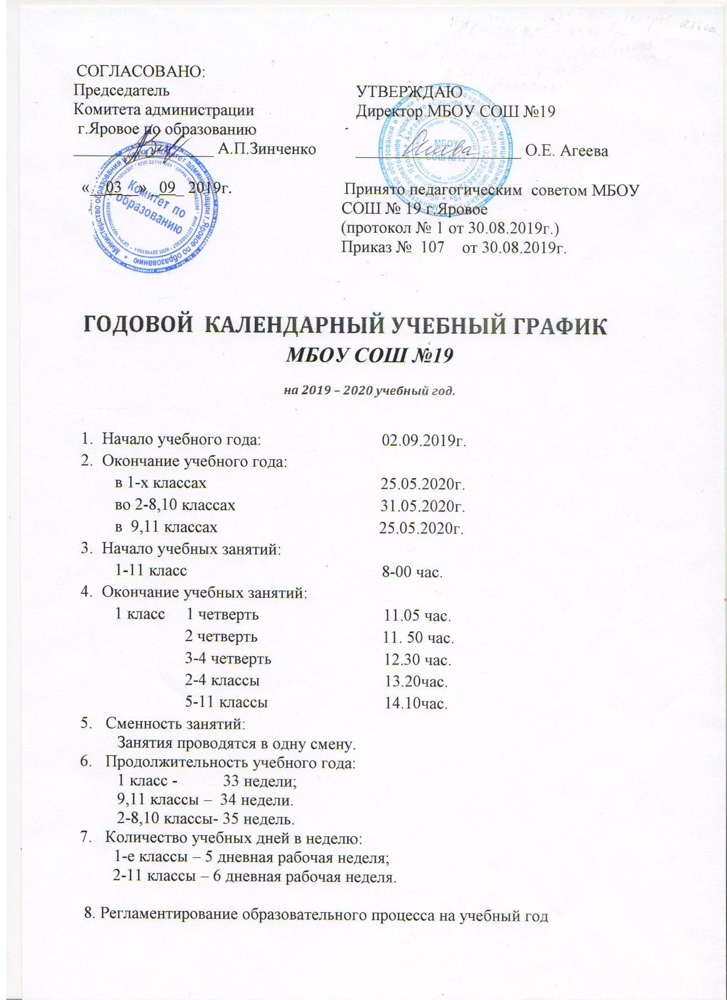 СОГЛАСОВАНО:
Председатель
Комитета администрации
г.Яровое по образованию
__________________ А.П.Зинченко
«__03__»__09_ 2019г.
Комитет по образованию
УТВЕРЖДАЮ
Директор МБОУ СОШ №19
____________________ О.Е. Агеева
МБОУ
СОШ №19
Принято педагогическим советом МБОУ
СОШ № 19 г.Яровое
(протокол № 1 от 30.08.2019г.)
Приказ № 107 от 30.08.2019г.
ГОДОВОЙ КАЛЕНДАРНЫЙ УЧЕБНЫЙ ГРАФИК
МБОУ СОШ №19
на 2019 – 2020 учебный год.
1. Начало учебного года: 02.09.2019г.
2. Окончание учебного года:
в 1-х классах 25.05.2020г.
во 2-8,10 классах 31.05.2020г.
в 9,11 классах 25.05.2020г.
3. Начало учебных занятий:
1-11 класс 8-00 час.
4. Окончание учебных занятий:
1 класс 1 четверть 11.05 час.
2 четверть 11. 50 час.
3-4 четверть 12.30 час.
2-4 классы 13.20час.
5-11 классы 14.10час.
5. Сменность занятий:
Занятия проводятся в одну смену.
6. Продолжительность учебного года:
1 класс - 33 недели;
9,11 классы – 34 недели.
2-8,10 классы- 35 недель.
7. Количество учебных дней в неделю:
1-е классы – 5 дневная рабочая неделя;
2-11 классы – 6 дневная рабочая неделя.
8. Регламентирование образовательного процесса на учебный год